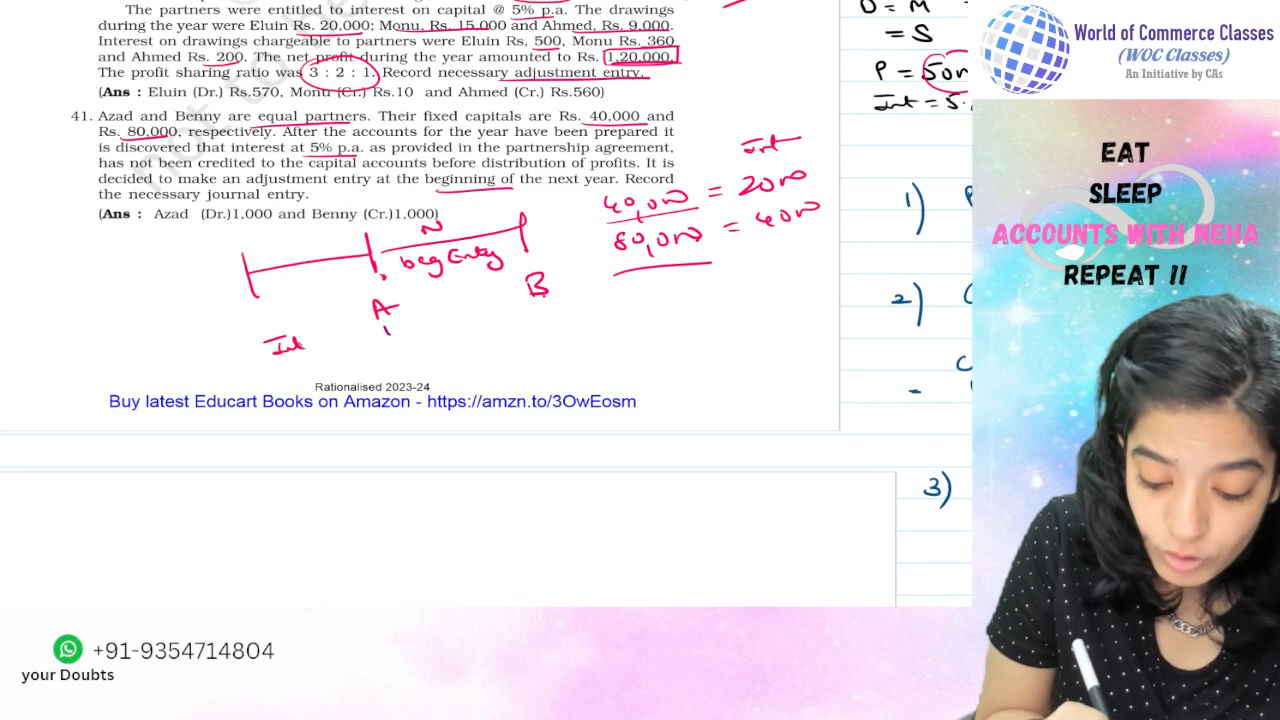 The partners were entitled to interest on capital @ 5% p.a. The drawings
during the year were Eluin Rs. 20,000; Monu, Rs. 15,000 and Ahmed, Rs. 9,000.
Interest on drawings chargeable to partners were Eluin Rs, 500, Monu Rs. 360
and Ahmed Rs. 200. The net profit during the year amounted to Rs. 1,20,000.
The profit sharing ratio was 3 : 2 : 1. Record necessary adjustment entry.
(Ans : Eluin (Dr.) Rs.570, Monu (Cr.) Rs.10 and Ahmed (Cr.) Rs.560)
41. Azad and Benny are equal partners. Their fixed capitals are Rs. 40,000 and
Rs. 80,000, respectively. After the accounts for the year have been prepared it
is discovered that interest at 5% p.a. as provided in the partnership agreement,
has not been credited to the capital accounts before distribution of profits. It is
decided to make an adjustment entry at the beginning of the next year. Record
the necessary journal entry.
(Ans : Azad (Dr.)1,000 and Benny (Cr.)1,000)
Int
40,000 = 2000
80,000 = 4000
N
beg Entry
A
B
Int
Rationalised 2023-24
Buy latest Educart Books on Amazon - https://amzn.to/3OwEosm
= S
P = 500
Int = 5.
1)
2)
3)
World of Commerce Classes
(WOC Classes)
An Initiative by CAs
EAT
SLEEP
ACCOUNTS WITH NEHA
REPEAT !!
+91-9354714804
your Doubts